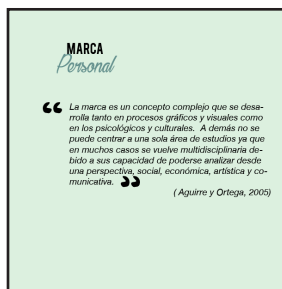 MARCA
Personal
“ La marca es un concepto complejo que se desa-
rrolla tanto en procesos gráficos y visuales como
en los psicológicos y culturales. A demás no se
puede centrar a una sola área de estudios ya que
en muchos casos se vuelve multidisciplinaria de-
bido a sus capacidad de poderse analizar desde
una perspectiva, social, económica, artística y co-
municativa. ”
( Aguirre y Ortega, 2005)